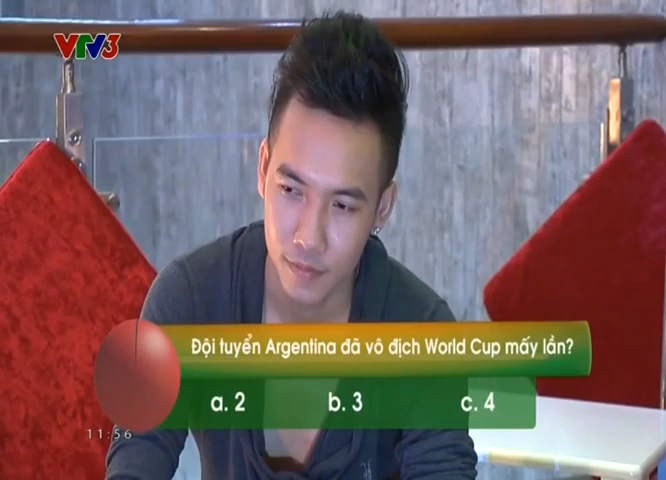 VTV3
Đội tuyển Argentina đã vô địch World Cup mấy lần?
a. 2 b. 3 c. 4
11:56